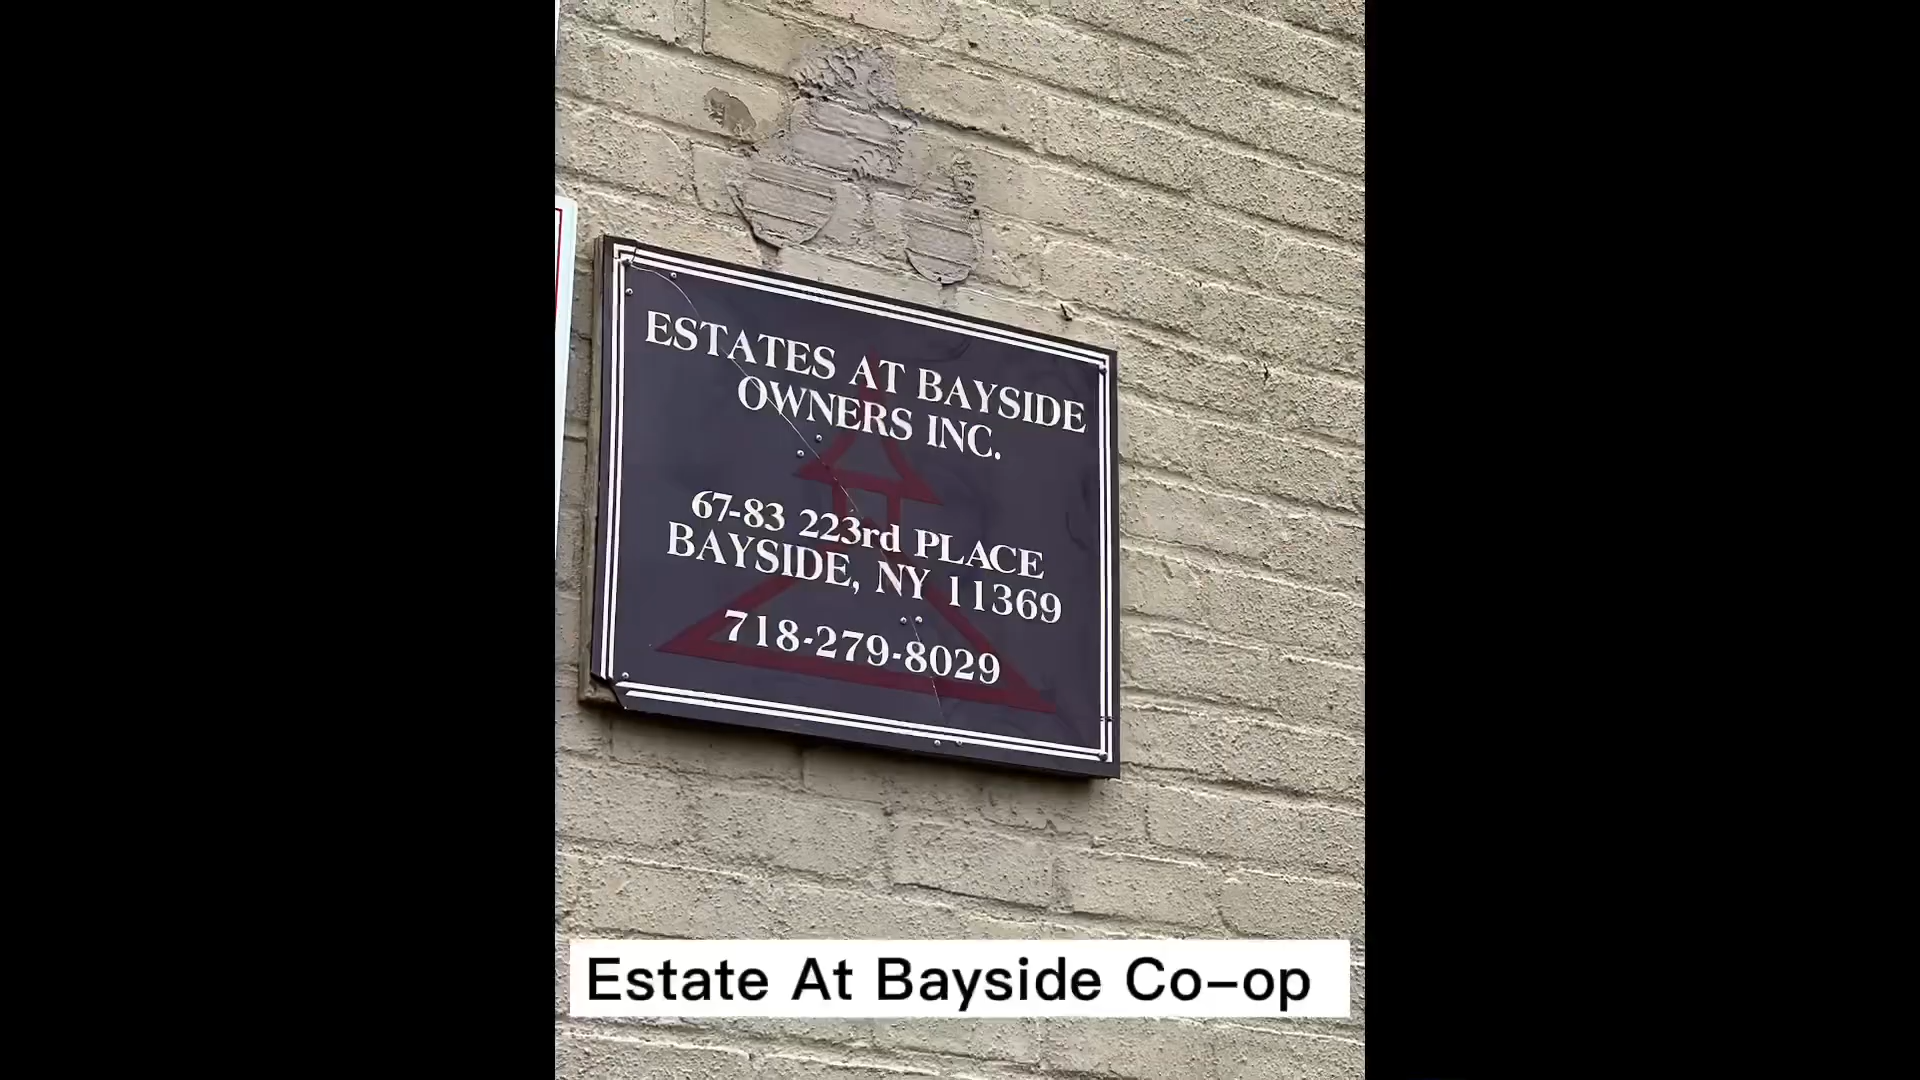 ESTATES AT BAYSIDE
OWNERS INC.
67-83 223rd PLACE
BAYSIDE, NY 11369
718-279-8029
Estate At Bayside Co-op